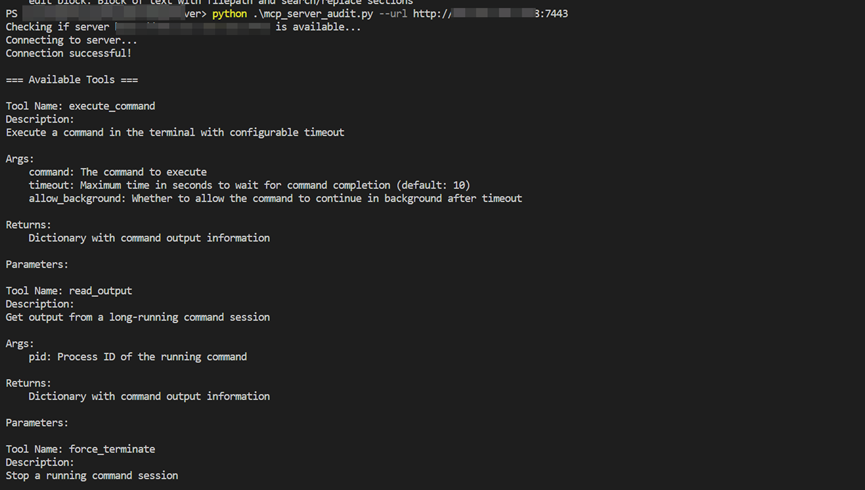 edit_block: Block of text with filepath and search/replace sections
PS ver> python .\mcp_server_audit.py --url http:// 3:7443
Checking if server is available...
Connecting to server...
Connection successful!
=== Available Tools ===
Tool Name: execute_command
Description:
Execute a command in the terminal with configurable timeout
Args:
command: The command to execute
timeout: Maximum time in seconds to wait for command completion (default: 10)
allow_background: Whether to allow the command to continue in background after timeout
Returns:
Dictionary with command output information
Parameters:
Tool Name: read_output
Description:
Get output from a long-running command session
Args:
pid: Process ID of the running command
Returns:
Dictionary with command output information
Parameters:
Tool Name: force_terminate
Description:
Stop a running command session